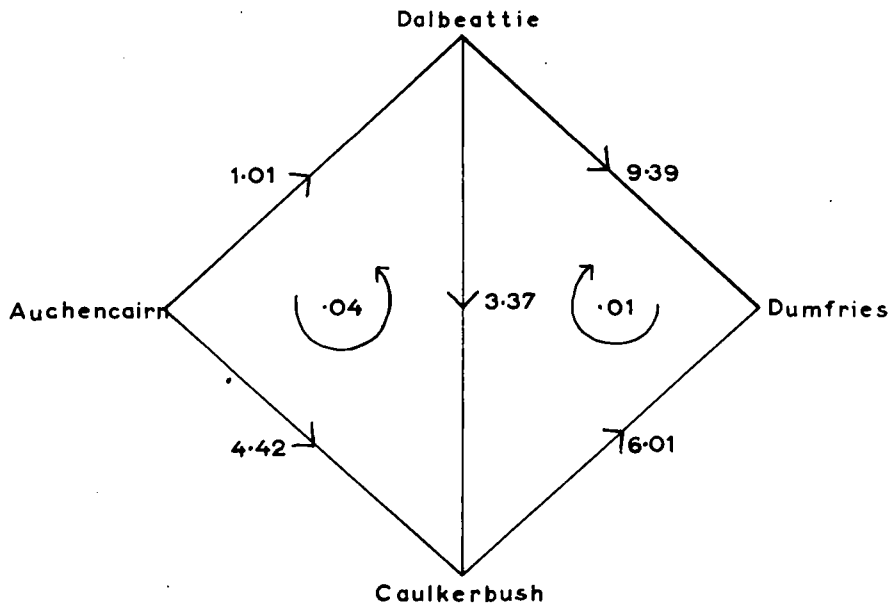 Dalbeattie
1·01
9·39
Auchencairn
·04
3·37
·01
Dumfries
4·42
6·01
Caulkerbush